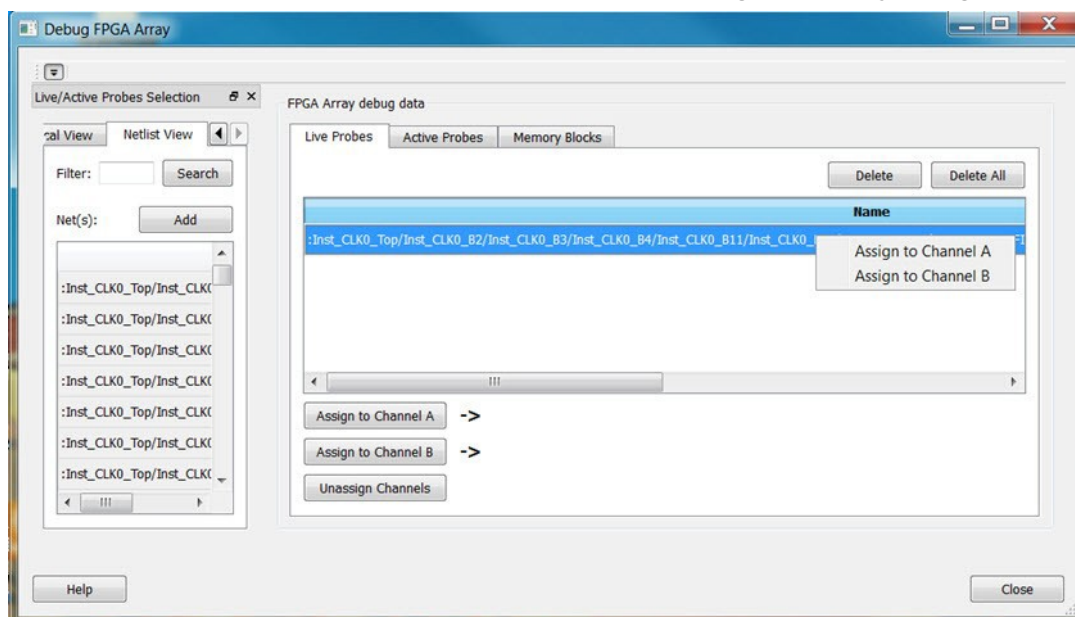 Debug FPGA Array
Live/Active Probes Selection
cal View Netlist View
Filter: Search
Net(s): Add
:Inst_CLK0_Top/Inst_CLK0
:Inst_CLK0_Top/Inst_CLK(
:Inst_CLK0_Top/Inst_CLK(
:Inst_CLK0_Top/Inst_CLK(
:Inst_CLK0_Top/Inst_CLK(
:Inst_CLK0_Top/Inst_CLK(
:Inst_CLK0_Top/Inst_CLK(
FPGA Array debug data
Live Probes Active Probes Memory Blocks
Delete Delete All
Name
:Inst_CLK0_Top/Inst_CLK0_B2/Inst_CLK0_B3/Inst_CLK0_B4/Inst_CLK0_B11/Inst_CLK0_
Assign to Channel A
Assign to Channel B
Assign to Channel A ->
Assign to Channel B ->
Unassign Channels
Help Close